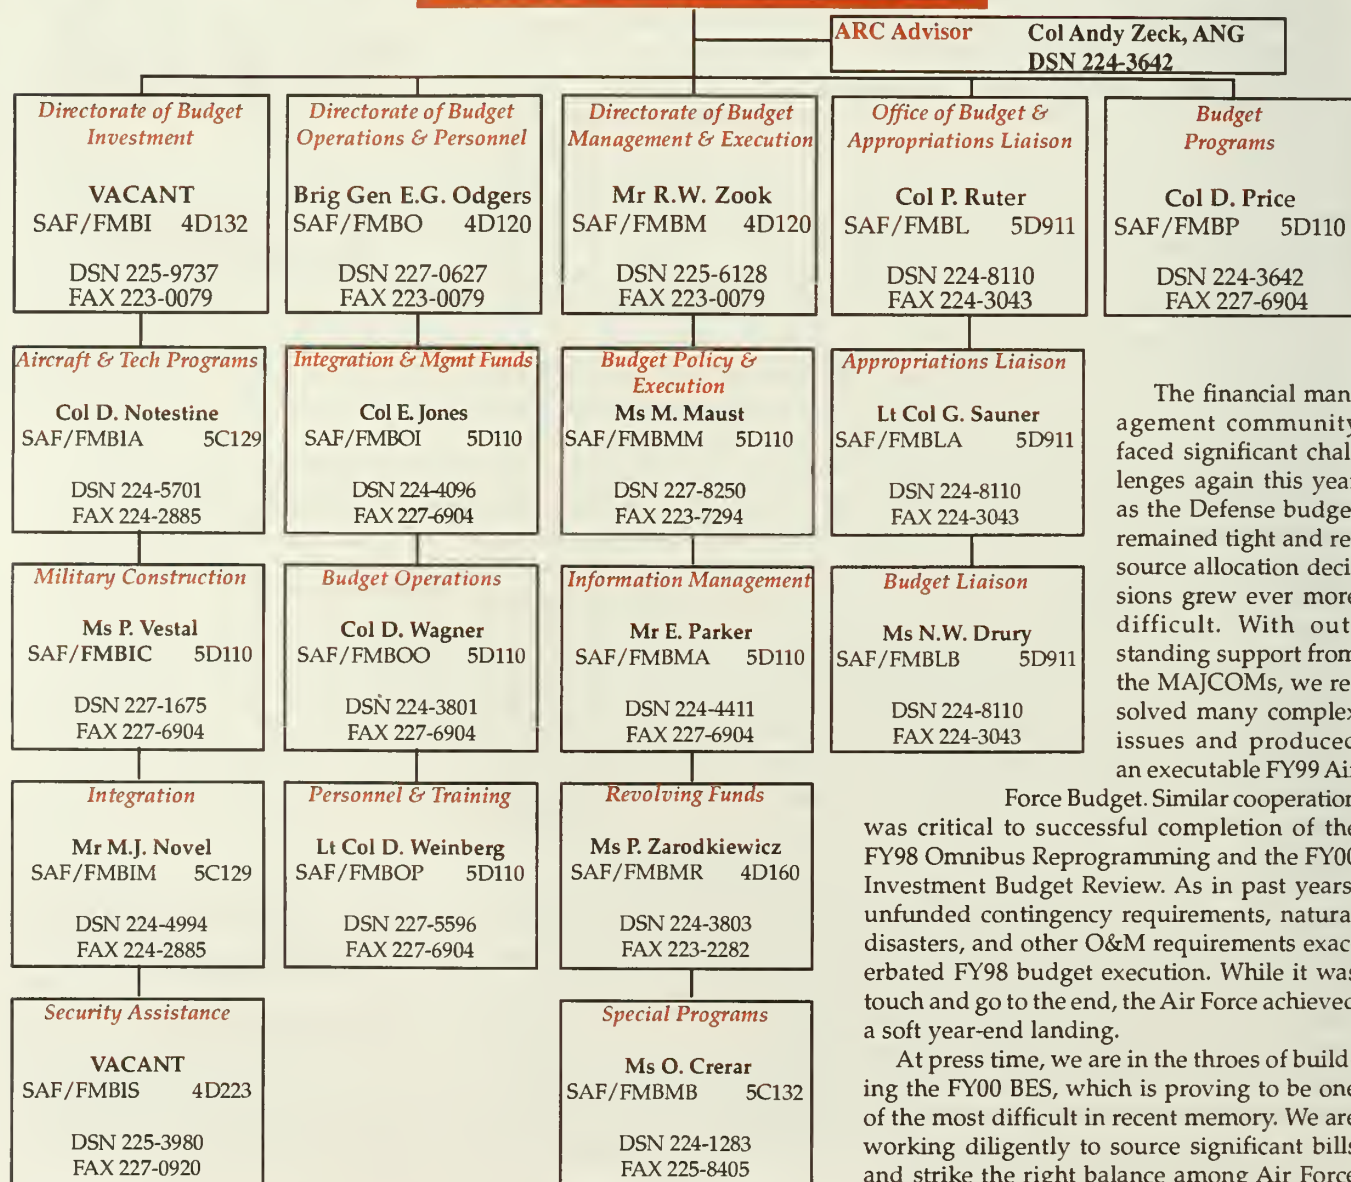 ARC Advisor Col Andy Zeck, ANG
DSN 224-3642
Directorate of Budget
Investment
VACANT
SAF/FMBI 4D132
DSN 225-9737
FAX 223-0079
Directorate of Budget
Operations & Personnel
Brig Gen E.G. Odgers
SAF/FMBO 4D120
DSN 227-0627
FAX 223-0079
Directorate of Budget
Management & Execution
Mr R.W. Zook
SAF/FMBM 4D120
DSN 225-6128
FAX 223-0079
Office of Budget &
Appropriations Liaison
Col P. Ruter
SAF/FMBL 5D911
DSN 224-8110
FAX 224-3043
Budget
Programs
Col D. Price
SAF/FMBP 5D110
DSN 224-3642
FAX 227-6904
Aircraft & Tech Programs
Col D. Notestine
SAF/FMBIA 5C129
DSN 224-5701
FAX 224-2885
Integration & Mgmt Funds
Col E. Jones
SAF/FMBOI 5D110
DSN 224-4096
FAX 227-6904
Budget Policy &
Execution
Ms M. Maust
SAF/FMBMM 5D110
DSN 227-8250
FAX 223-7294
Appropriations Liaison
Lt Col G. Sauner
SAF/FMBLA 5D911
DSN 224-8110
FAX 224-3043
Military Construction
Ms P. Vestal
SAF/FMBIC 5D110
DSN 227-1675
FAX 227-6904
Budget Operations
Col D. Wagner
SAF/FMBOO 5D110
DSN 224-3801
FAX 227-6904
Information Management
Mr E. Parker
SAF/FMBMA 5D110
DSN 224-4411
FAX 227-6904
Budget Liaison
Ms N.W. Drury
SAF/FMBLB 5D911
DSN 224-8110
FAX 224-3043
Integration
Mr M.J. Novel
SAF/FMBIM 5C129
DSN 224-4994
FAX 224-2885
Personnel & Training
Lt Col D. Weinberg
SAF/FMBOP 5D110
DSN 227-5596
FAX 227-6904
Revolving Funds
Ms P. Zarodkiewicz
SAF/FMBMR 4D160
DSN 224-3803
FAX 223-2282
Security Assistance
VACANT
SAF/FMBIS 4D223
DSN 225-3980
FAX 227-0920
Special Programs
Ms O. Crerar
SAF/FMBMB 5C132
DSN 224-1283
FAX 225-8405
The financial man
agement community
faced significant chal
lenges again this year
as the Defense budge
remained tight and re
source allocation deci
sions grew ever more
difficult. With out
standing support from
the MAJCOMs, we re
solved many complex
issues and produced
an executable FY99 Air
Force Budget. Similar cooperation
was critical to successful completion of the
FY98 Omnibus Reprogramming and the FY00
Investment Budget Review. As in past years
unfunded contingency requirements, natura
disasters, and other O&M requirements exac
erbated FY98 budget execution. While it was
touch and go to the end, the Air Force achieved
a soft year-end landing.
At press time, we are in the throes of build
ing the FY00 BES, which is proving to be one
of the most difficult in recent memory. We are
working diligently to source significant bills
and strike the right balance among Air Force